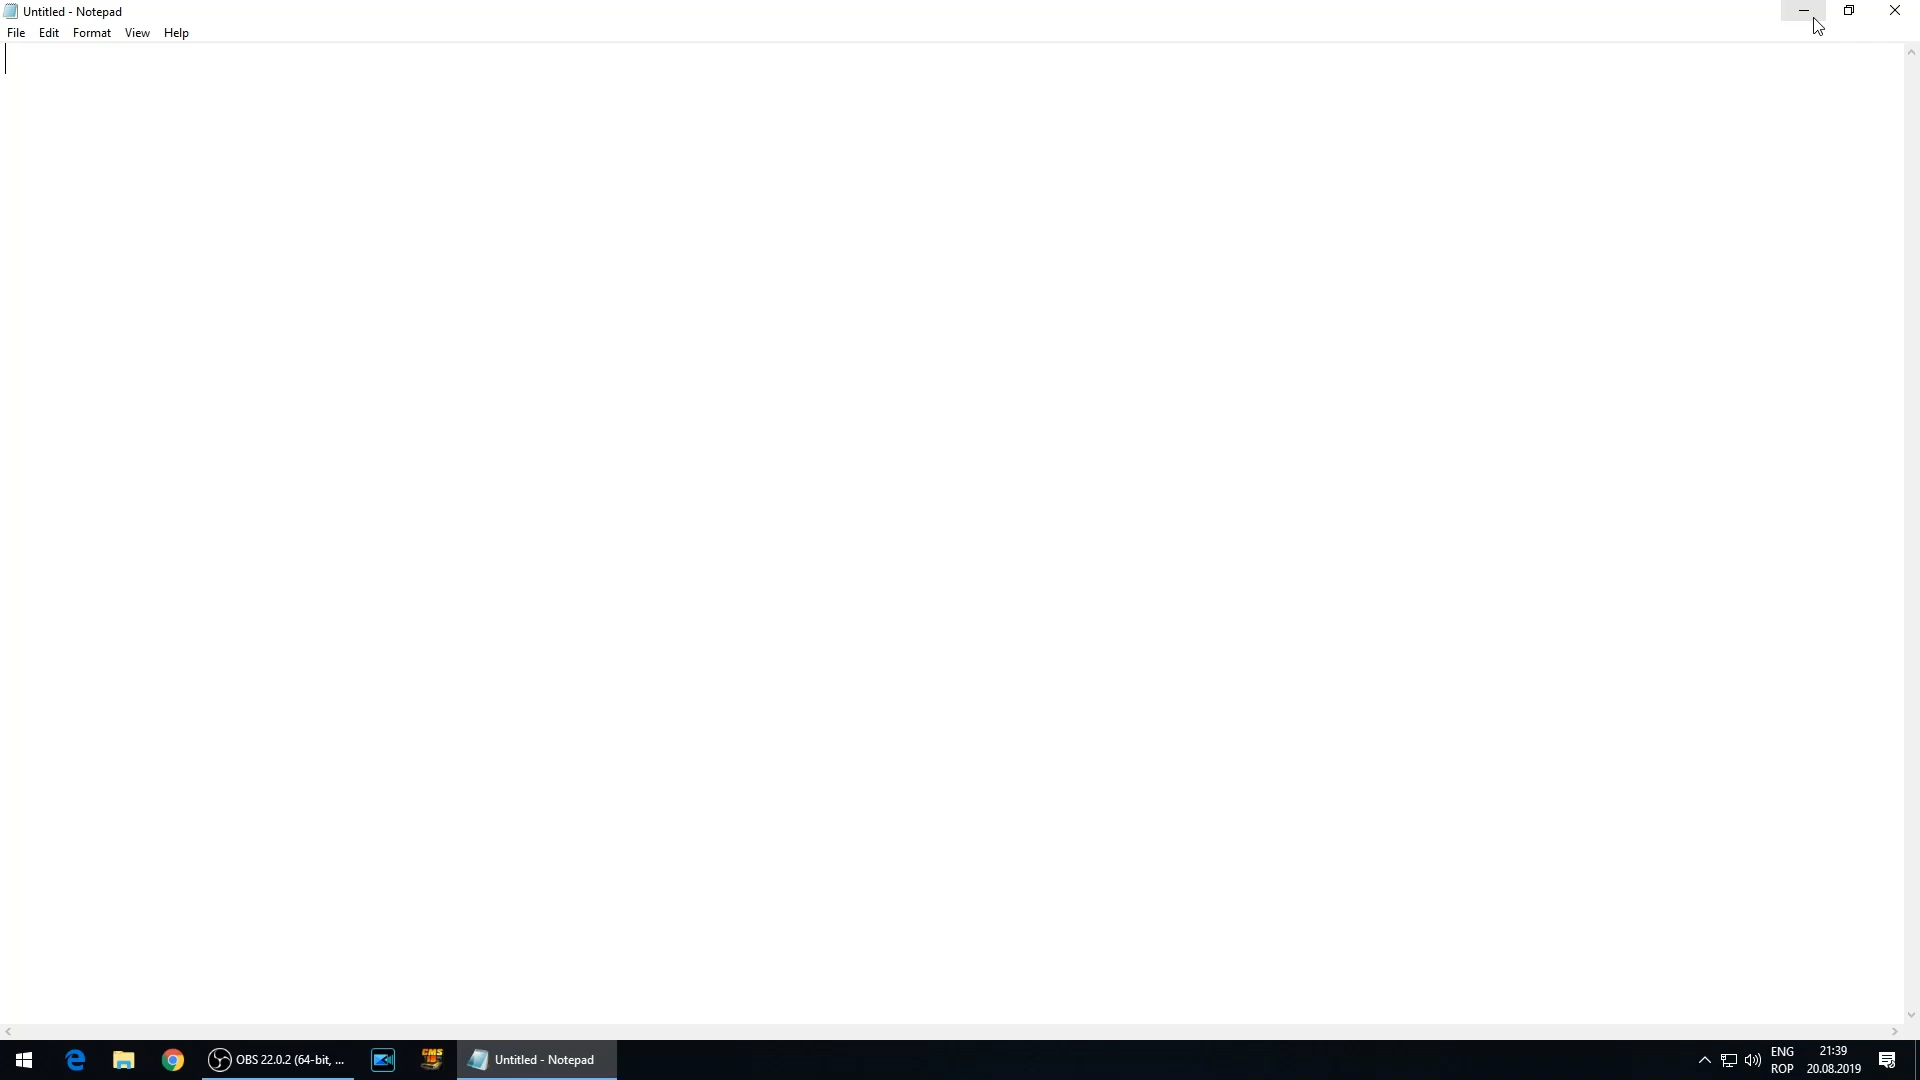 Untitled - Notepad
File Edit Format View Help
OBS 22.0.2 (64-bit, ...
CMS
Untitled - Notepad
ENG
ROP
21:39
20.08.2019